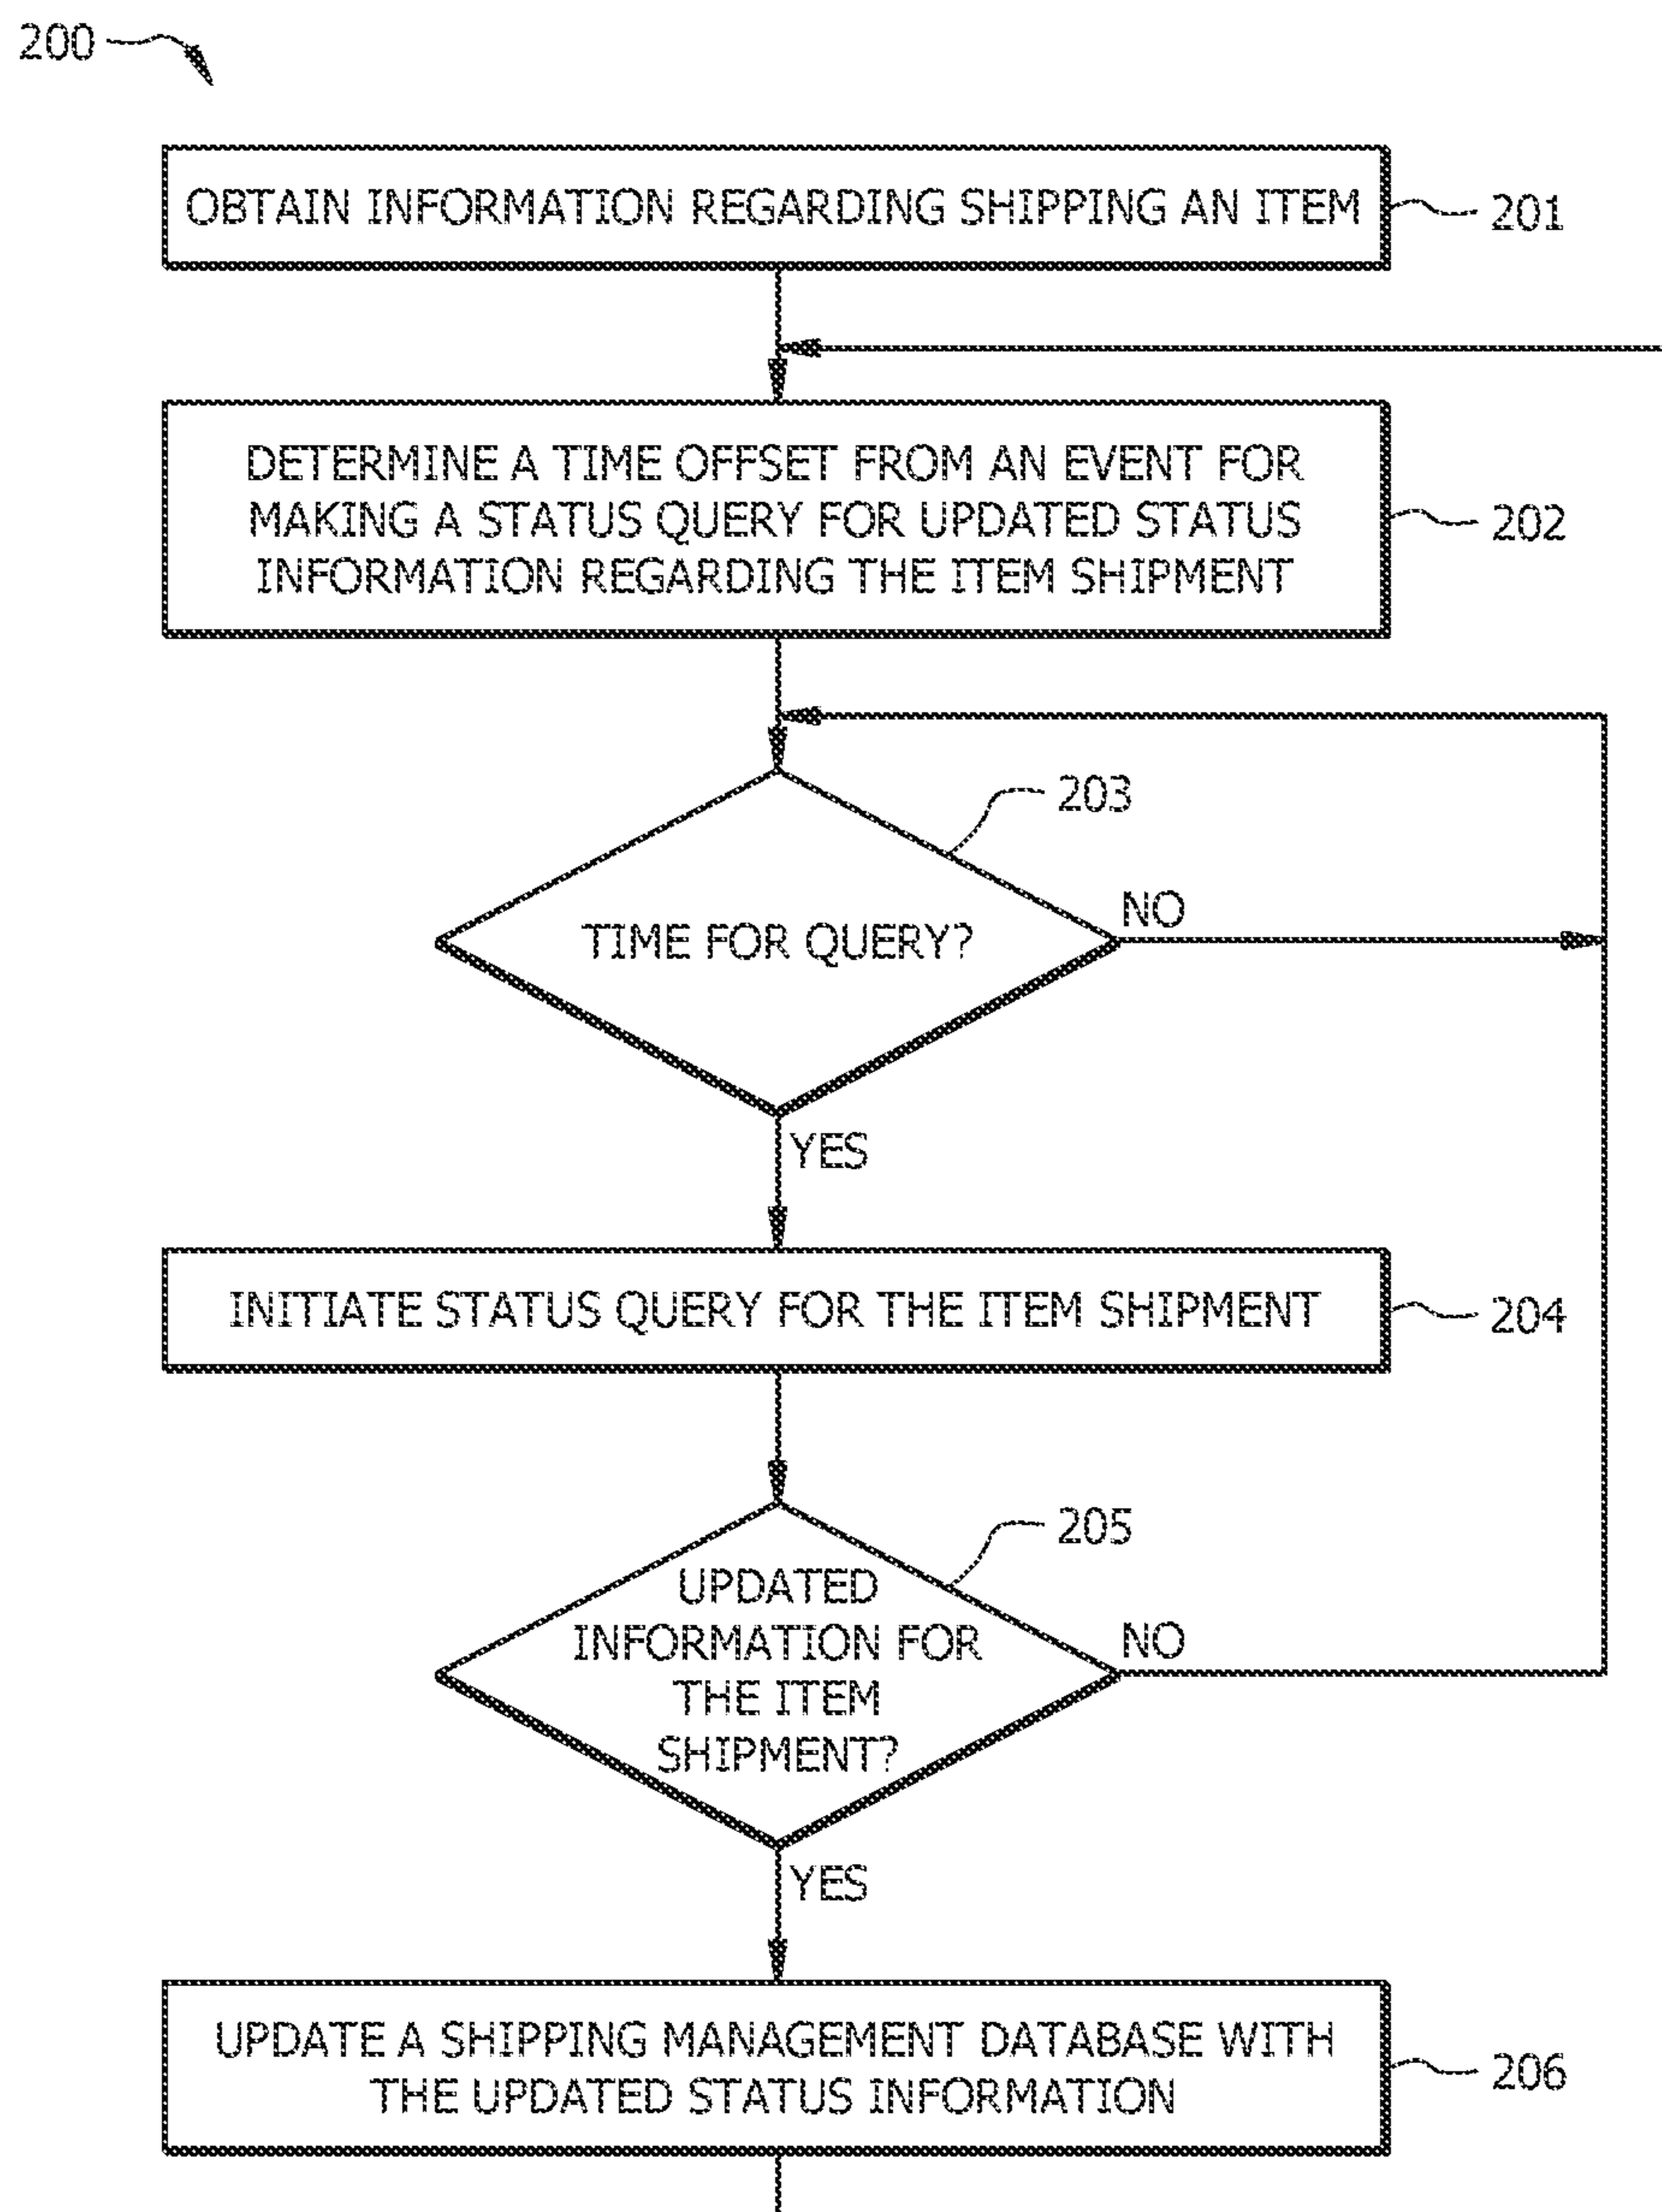 200
OBTAIN INFORMATION REGARDING SHIPPING AN ITEM
201
DETERMINE A TIME OFFSET FROM AN EVENT FOR
MAKING A STATUS QUERY FOR UPDATED STATUS
INFORMATION REGARDING THE ITEM SHIPMENT
202
203
TIME FOR QUERY?
NO
YES
INITIATE STATUS QUERY FOR THE ITEM SHIPMENT
204
205
UPDATED
INFORMATION FOR
THE ITEM
SHIPMENT?
NO
YES
UPDATE A SHIPPING MANAGEMENT DATABASE WITH
THE UPDATED STATUS INFORMATION
206